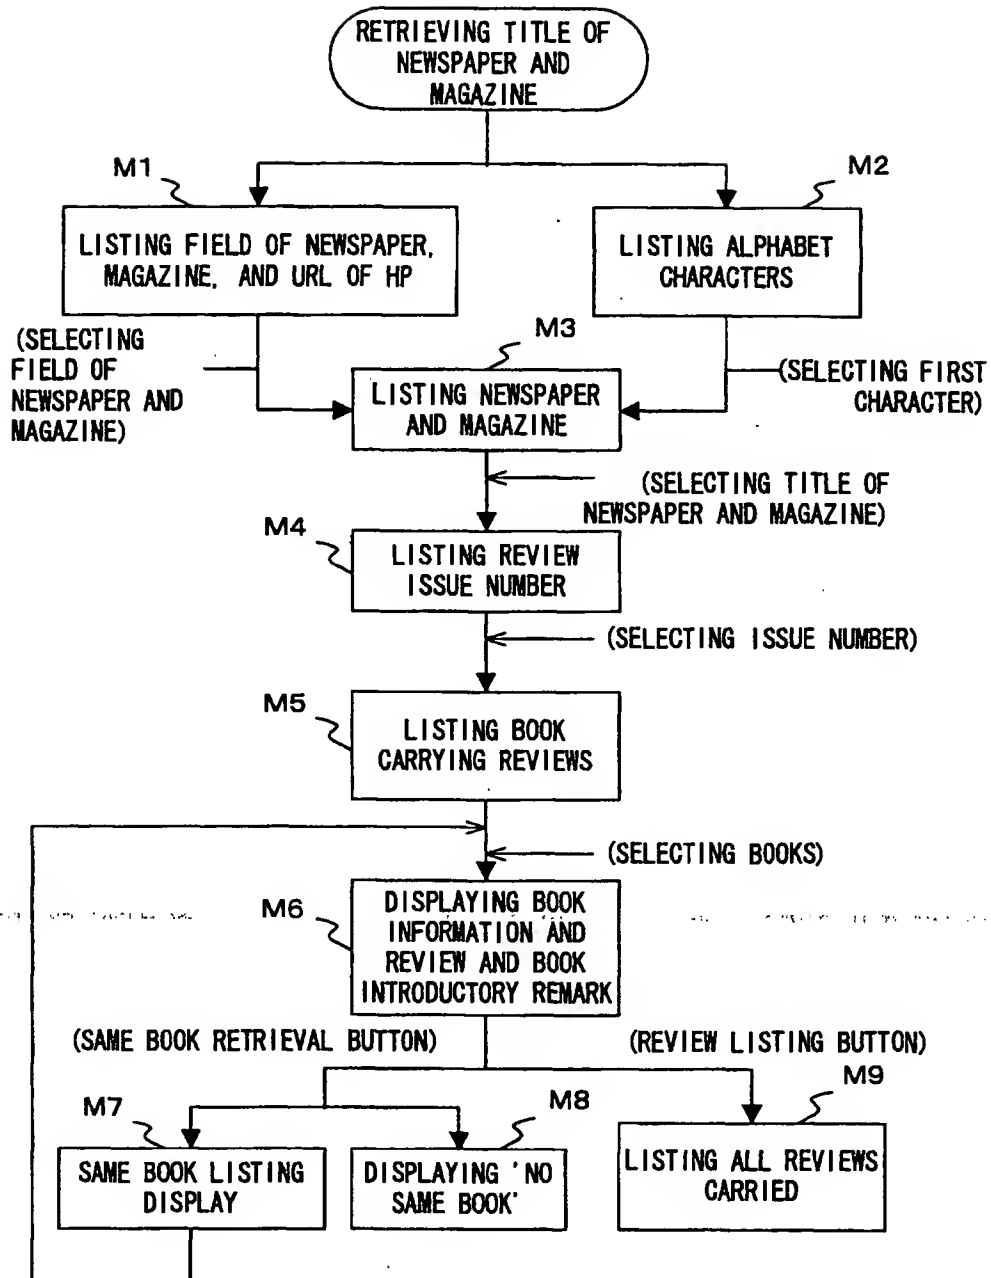 RETRIEVING TITLE OF
NEWSPAPER AND
MAGAZINE
M1
M2
LISTING FIELD OF NEWSPAPER,
MAGAZINE, AND URL OF HP
LISTING ALPHABET
CHARACTERS
(SELECTING
FIELD OF
NEWSPAPER AND
MAGAZINE)
M3
(SELECTING FIRST
CHARACTER)
LISTING NEWSPAPER
AND MAGAZINE
(SELECTING TITLE OF
NEWSPAPER AND MAGAZINE)
M4
LISTING REVIEW
ISSUE NUMBER
(SELECTING ISSUE NUMBER)
M5
LISTING BOOK
CARRYING REVIEWS
(SELECTING BOOKS)
M6
DISPLAYING BOOK
INFORMATION AND
REVIEW AND BOOK
INTRODUCTORY REMARK
(SAME BOOK RETRIEVAL BUTTON)
(REVIEW LISTING BUTTON)
M7
M8
M9
SAME BOOK LISTING
DISPLAY
DISPLAYING 'NO
SAME BOOK'
LISTING ALL REVIEWS
CARRIED